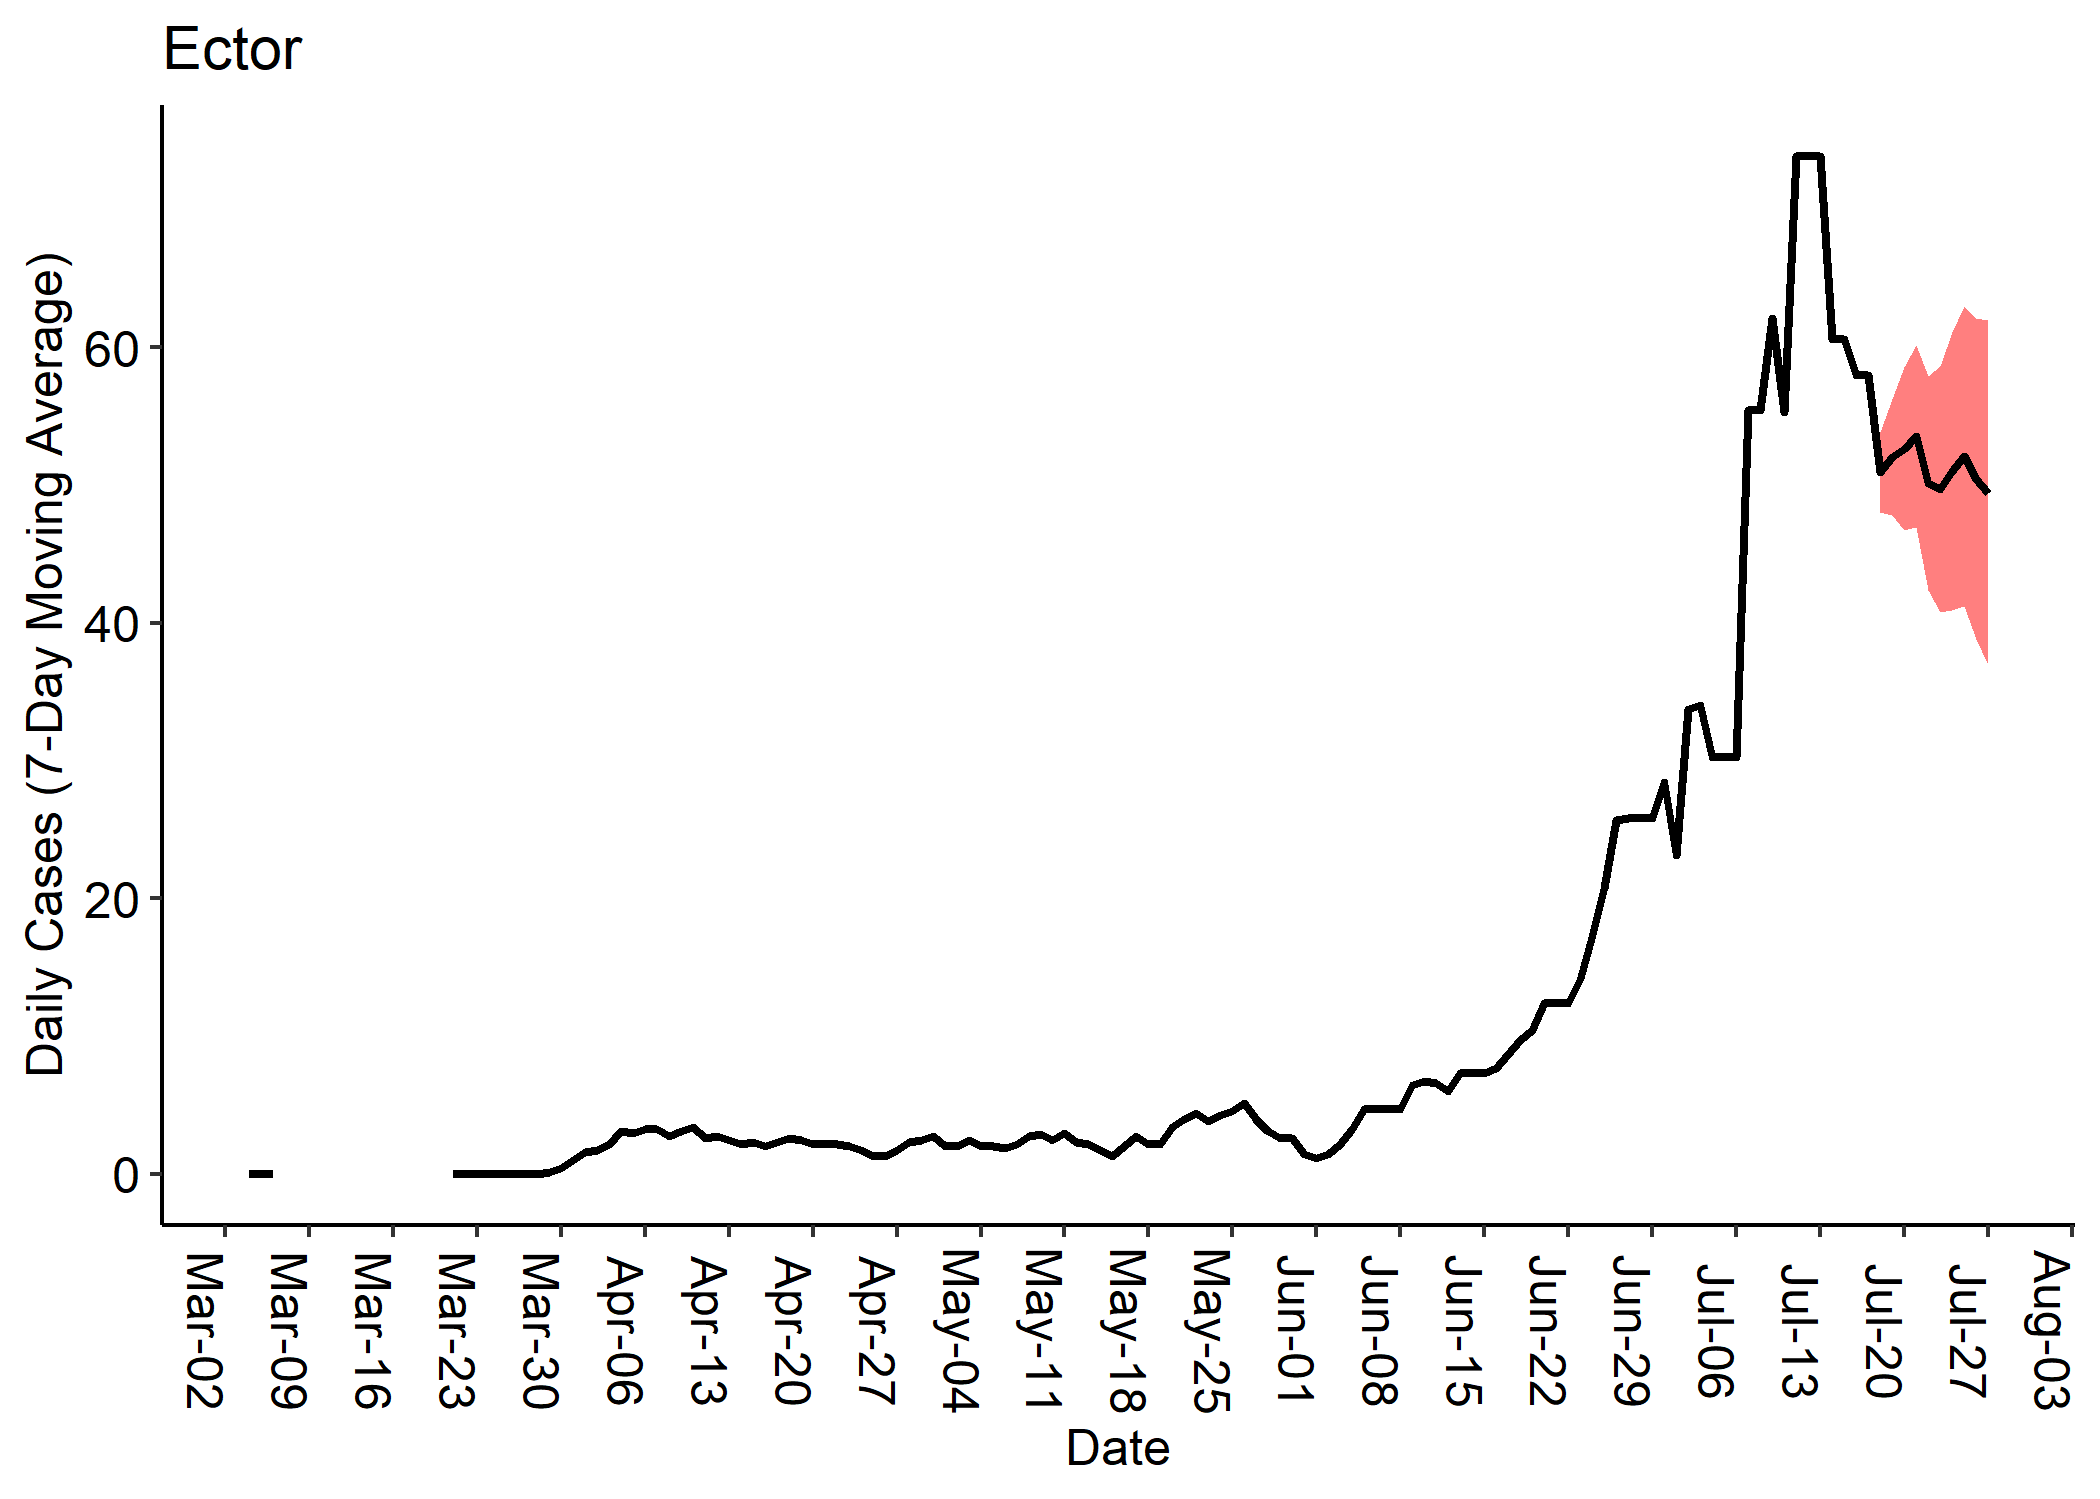 Ector
Daily Cases (7-Day Moving Average)
60
40
20
0
Mar-02
Mar-09
Mar-16
Mar-23
Mar-30
Apr-06
Apr-13
Apr-20
Apr-27
May-04
May-11
May-18
May-25
Jun-01
Jun-08
Jun-15
Jun-22
Jun-29
Jul-06
Jul-13
Jul-20
Jul-27
Aug-03
Date